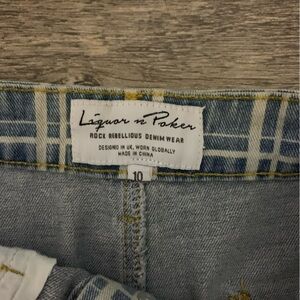 Liquor n Poker
ROCK REBELLIOUS DENIM WEAR
DESIGNED IN UK, WORN GLOBALLY
MADE IN CHINA
10